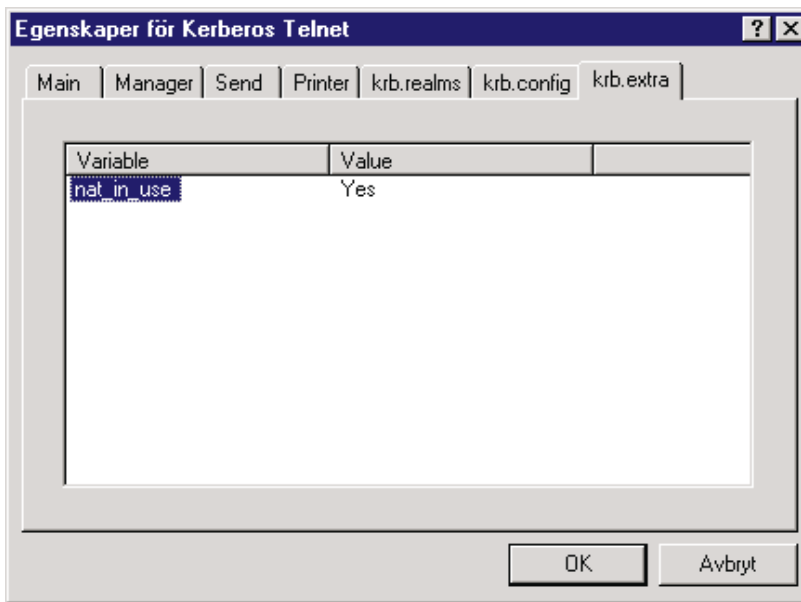 Egenskaper för Kerberos Telnet
Main Manager Send Printer krb.realms krb.config krb.extra
Variable Value
nat_in_use Yes
OK Avbryt